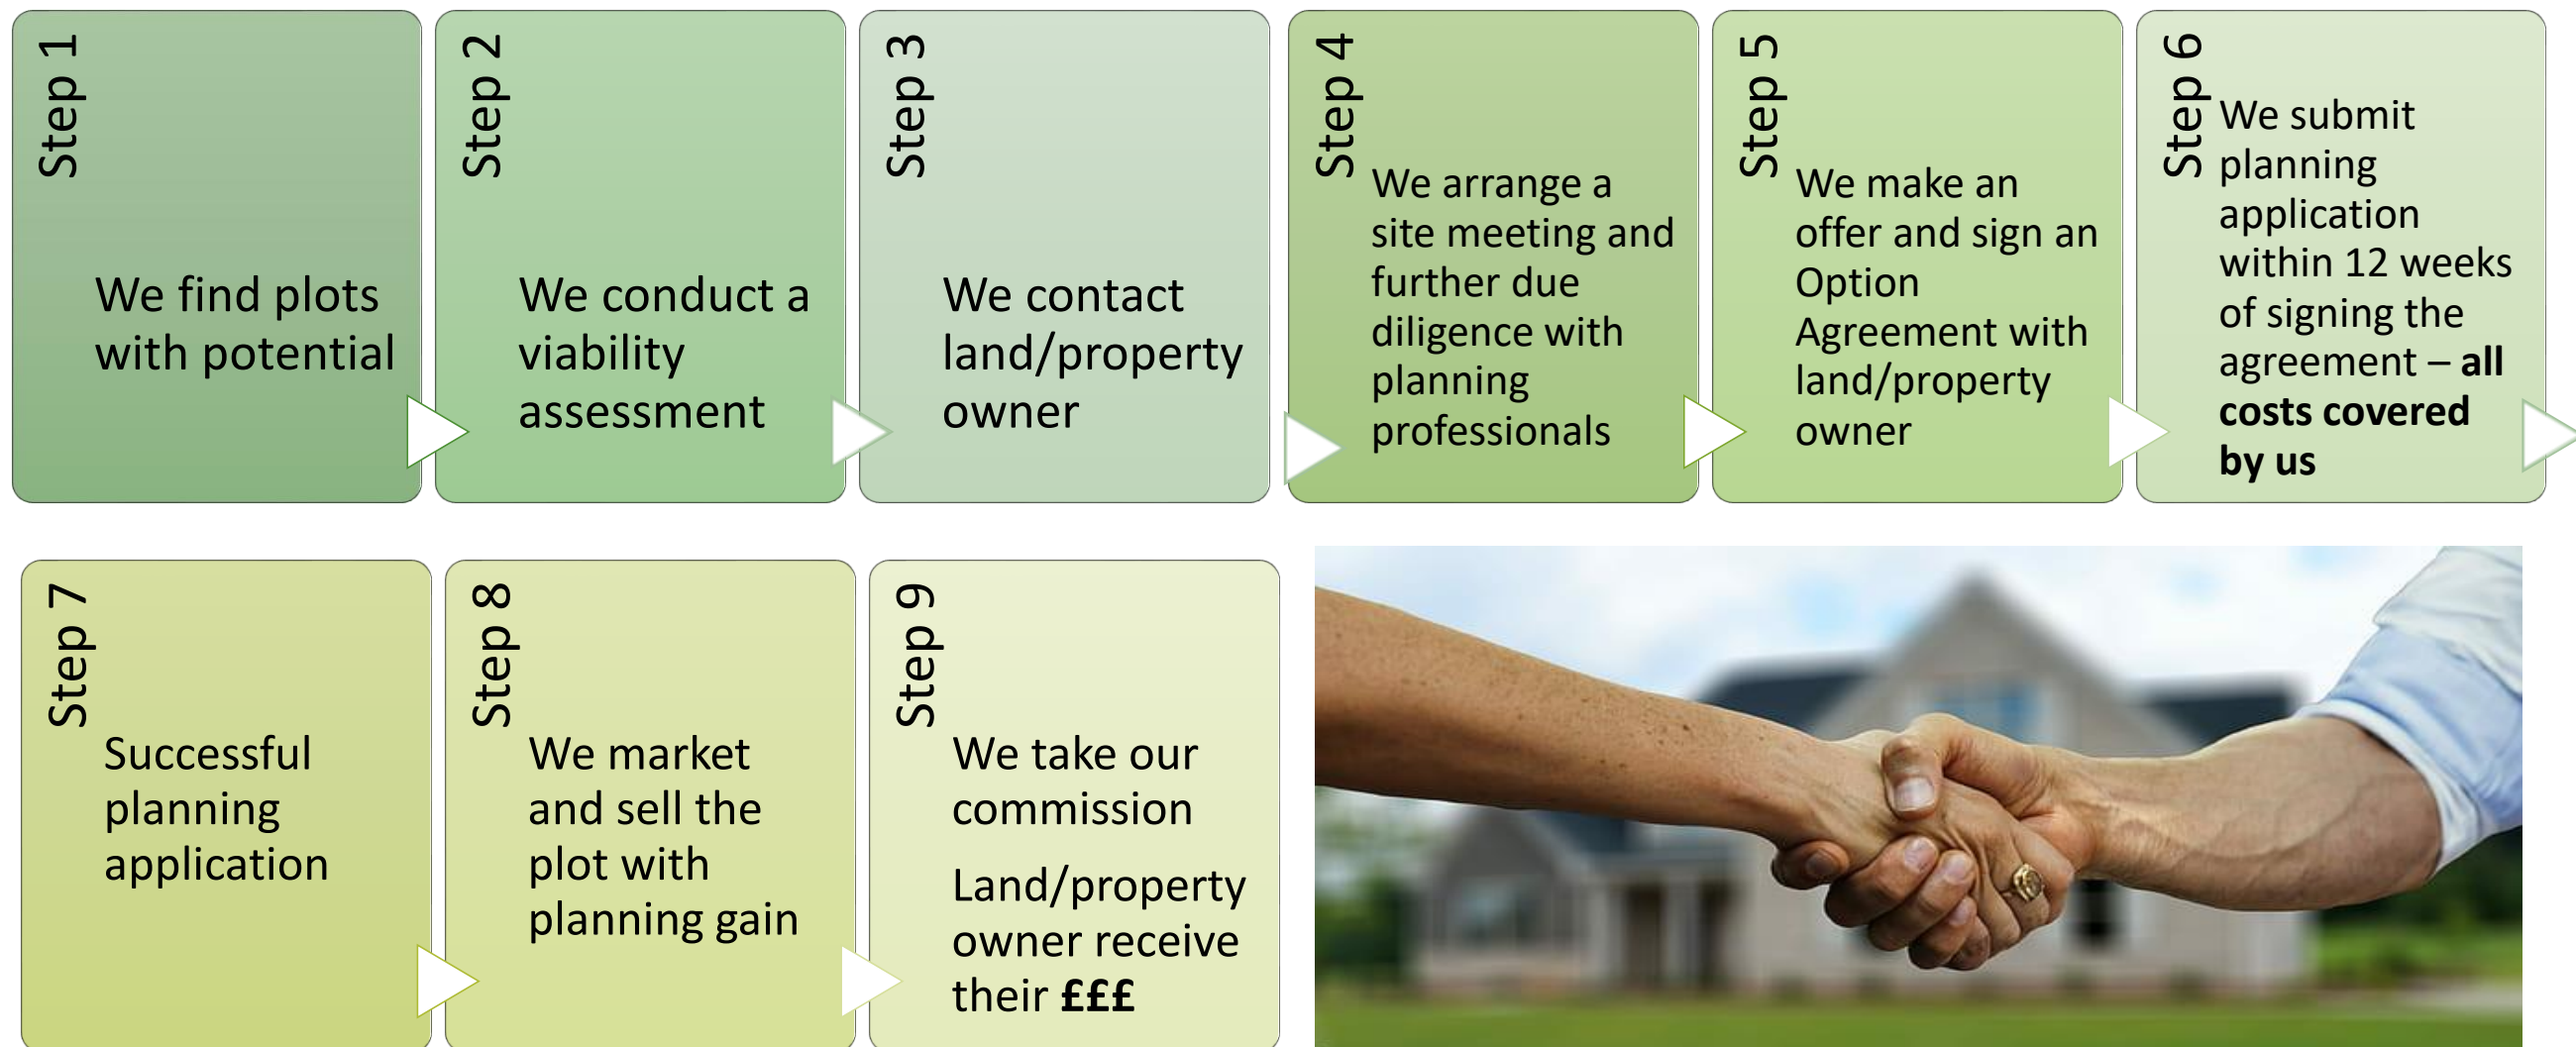 Step 1
We find plots
with potential
Step 2
We conduct a
viability
assessment
Step 3
We contact
land/property
owner
Step 4
We arrange a
site meeting and
further due
diligence with
planning
professionals
Step 5
We make an
offer and sign an
Option
Agreement with
land/property
owner
Step 6
We submit
planning
application
within 12 weeks
of signing the
agreement – all
costs covered
by us
Step 7
Successful
planning
application
Step 8
We market
and sell the
plot with
planning gain
Step 9
We take our
commission
Land/property
owner receive
their £££